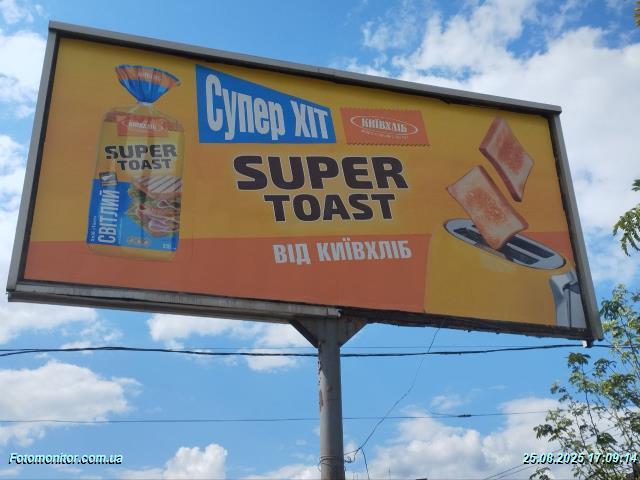 Супер ХІТ
КИЇВХЛІБ
SUPER
TOAST
ВІД КИЇВХЛІБ
КИЇВХЛІБ
SUPER
TOAST
СВІТЛИЙ
Fotomonitor.com.ua
25.08.2025 17:09:14